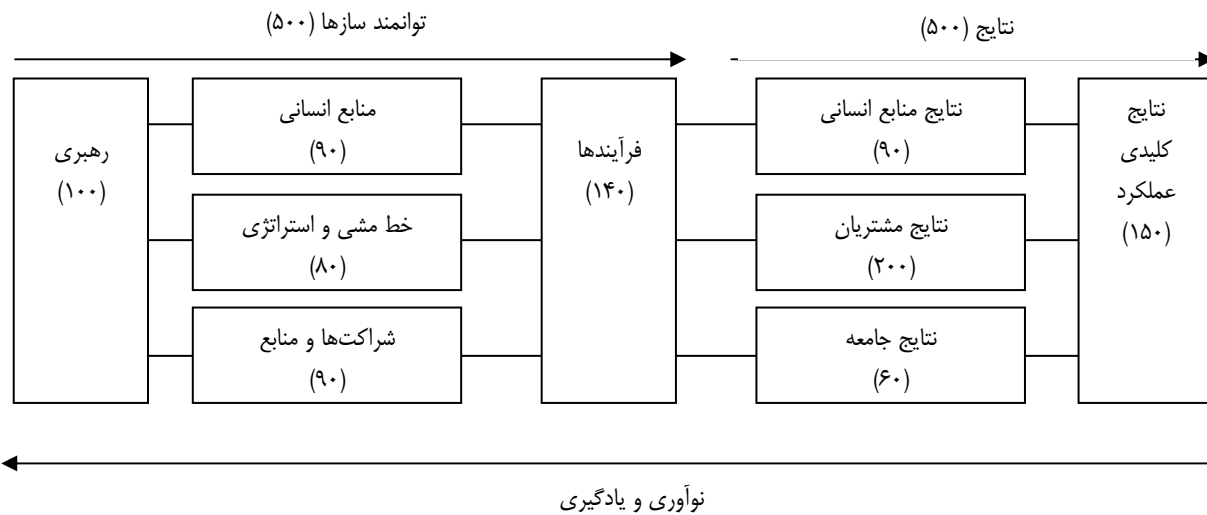 توانمند سازها (۵۰۰)
نتایج (۵۰۰)
رهبری
(۱۰۰)
منابع انسانی
(۹۰)
خط مشی و استراتژی
(۸۰)
شراکت‌ها و منابع
(۹۰)
فرآیندها
(۱۴۰)
نتایج منابع انسانی
(۹۰)
نتایج مشتریان
(۲۰۰)
نتایج جامعه
(۶۰)
نتایج
کلیدی
عملکرد
(۱۵۰)
نوآوری و یادگیری